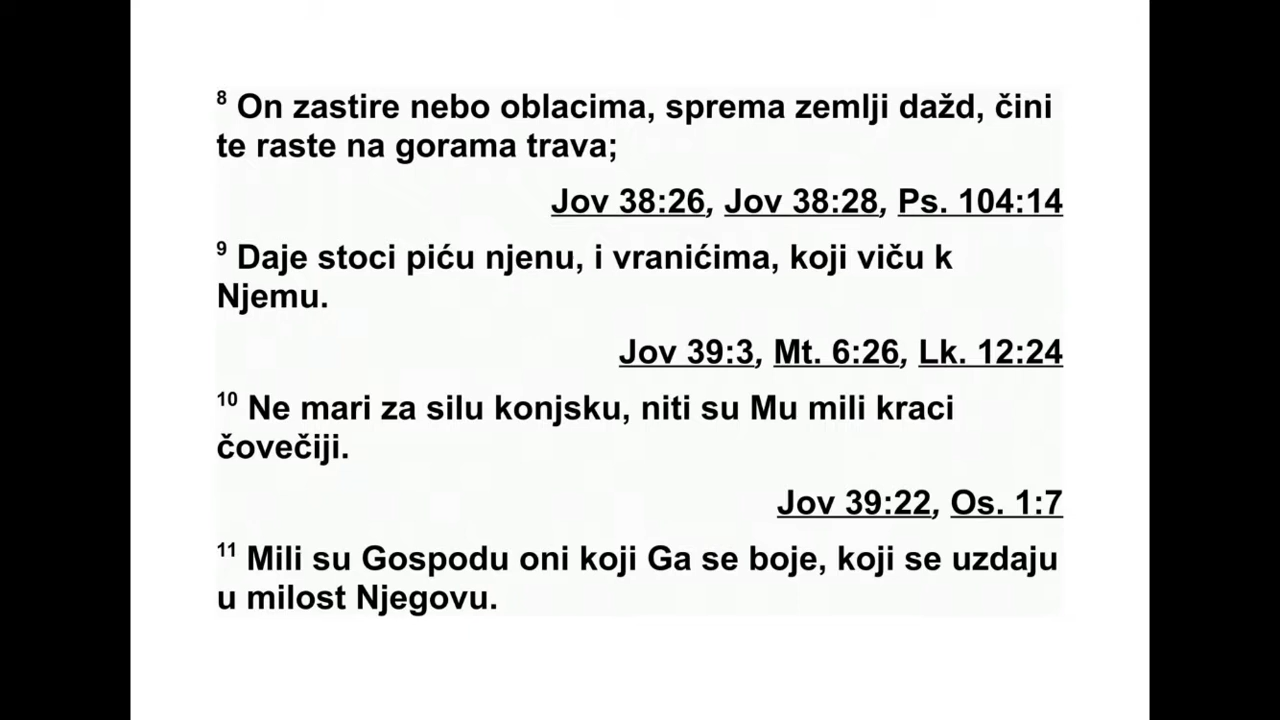 8 On zastire nebo oblacima, sprema zemlji dažd, čini
te raste na gorama trava;
Jov 38:26, Jov 38:28, Ps. 104:14
9 Daje stoci piću njenu, i vranićima, koji viču k
Njemu.
Jov 39:3, Mt. 6:26, Lk. 12:24
10 Ne mari za silu konjsku, niti su Mu mili kraci
čovečiji.
Jov 39:22, Os. 1:7
11 Mili su Gospodu oni koji Ga se boje, koji se uzdaju
u milost Njegovu.